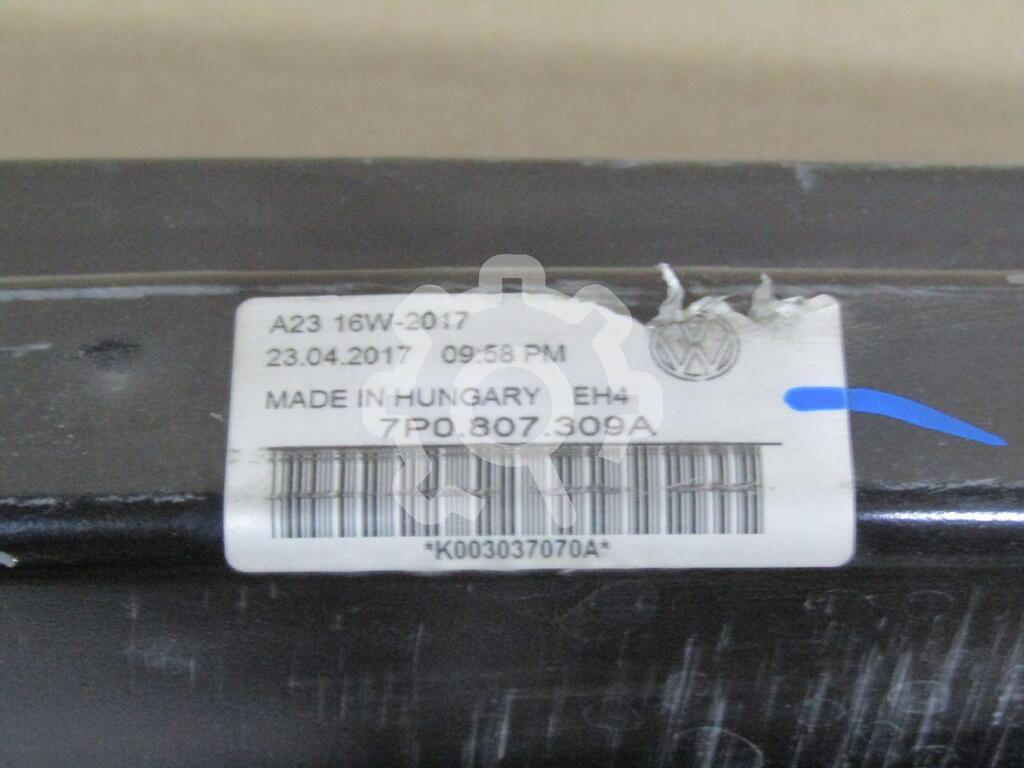 A23 16W-2017
23.04.2017 09:58 PM
MADE IN HUNGARY EH4
7P0.807.309A
*K003037070A*